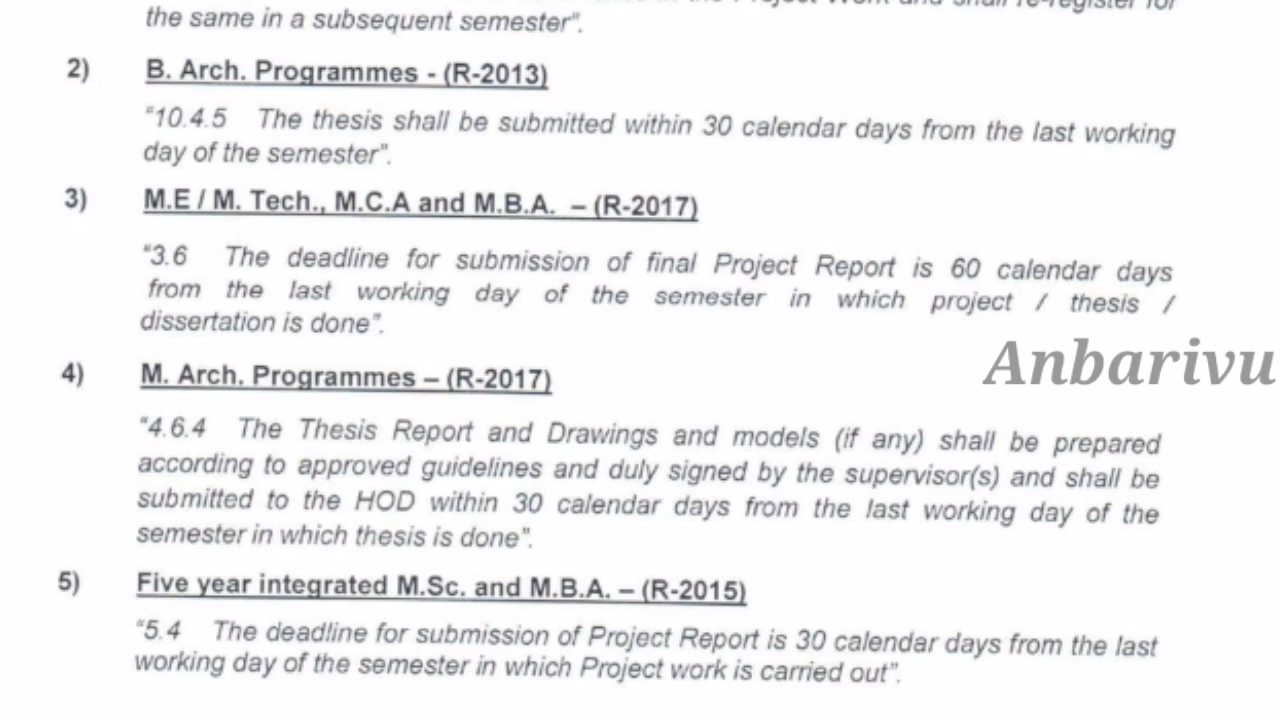 the same in a subsequent semester".
2) B. Arch. Programmes - (R-2013)
"10.4.5 The thesis shall be submitted within 30 calendar days from the last working
day of the semester".
3) M.E / M. Tech., M.C.A and M.B.A. – (R-2017)
"3.6 The deadline for submission of final Project Report is 60 calendar days
from the last working day of the semester in which project / thesis /
dissertation is done".
Anbarivu
4) M. Arch. Programmes – (R-2017)
"4.6.4 The Thesis Report and Drawings and models (if any) shall be prepared
according to approved guidelines and duly signed by the supervisor(s) and shall be
submitted to the HOD within 30 calendar days from the last working day of the
semester in which thesis is done".
5) Five year integrated M.Sc. and M.B.A. – (R-2015)
"5.4 The deadline for submission of Project Report is 30 calendar days from the last
working day of the semester in which Project work is carried out".